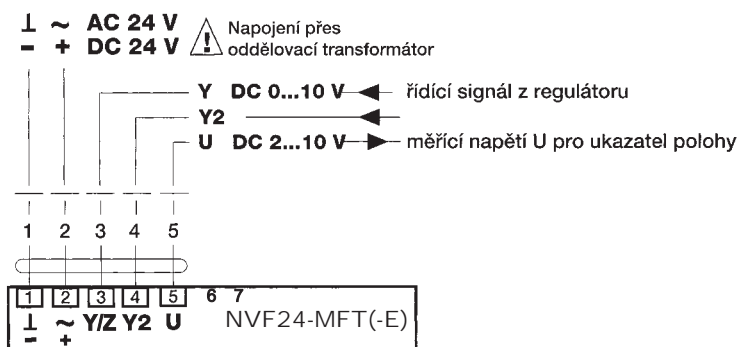 ⊥ ~ AC 24 V
- + DC 24 V
Napojení přes
oddělovací transformátor
Y DC 0...10 V řídící signál z regulátoru
Y2
U DC 2...10 V měřící napětí U pro ukazatel polohy
1 2 3 4 5
1 2 3 4 5 6 7
⊥ ~ Y/Z Y2 U NVF24-MFT(-E)
- +